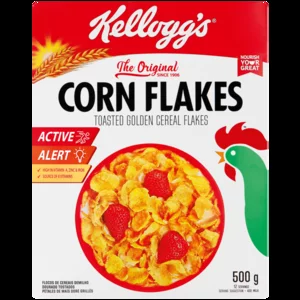 Kellogg's
NOURISH
YOUR
GREAT
The Original
SINCE 1906
CORN FLAKES
TOASTED GOLDEN CEREAL FLAKES
ACTIVE
ALERT
500 g